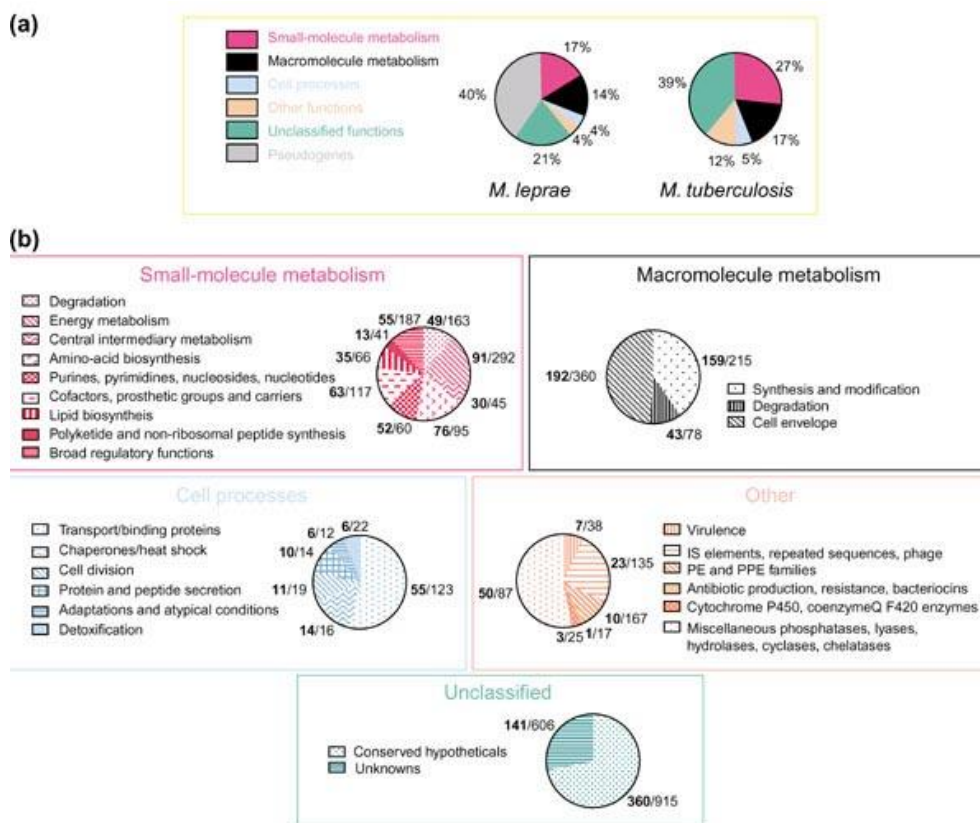 (a)
Small-molecule metabolism
Macromolecule metabolism
Cell processes
Other functions
Unclassified functions
Pseudogenes
17%
14%
4%
4%
21%
40%
M. leprae
27%
17%
5%
12%
39%
M. tuberculosis
(b)
Small-molecule metabolism
Degradation
Energy metabolism
Central intermediary metabolism
Amino-acid biosynthesis
Purines, pyrimidines, nucleosides, nucleotides
Cofactors, prosthetic groups and carriers
Lipid biosyntheis
Polyketide and non-ribosomal peptide synthesis
Broad regulatory functions
55/187
49/163
13/41
91/292
35/66
63/117
30/45
52/60
76/95
Macromolecule metabolism
159/215
192/360
43/78
Synthesis and modification
Degradation
Cell envelope
Cell processes
Transport/binding proteins
Chaperones/heat shock
Cell division
Protein and peptide secretion
Adaptations and atypical conditions
Detoxification
6/22
6/12
10/14
11/19
55/123
14/16
Other
7/38
23/135
50/87
10/167
1/17
3/25
Virulence
IS elements, repeated sequences, phage
PE and PPE families
Antibiotic production, resistance, bacteriocins
Cytochrome P450, coenzymeQ F420 enzymes
Miscellaneous phosphatases, lyases,
hydrolases, cyclases, chelatases
Unclassified
141/606
Conserved hypotheticals
Unknowns
360/915